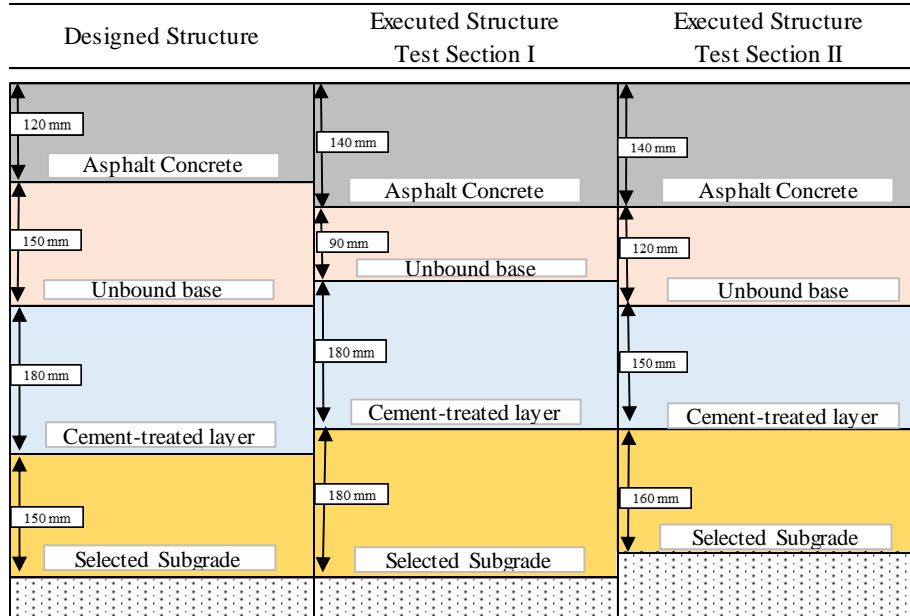 Designed Structure
Executed Structure
Test Section I
Executed Structure
Test Section II
120 mm
Asphalt Concrete
150 mm
Unbound base
180 mm
Cement-treated layer
150 mm
Selected Subgrade
140 mm
Asphalt Concrete
90 mm
Unbound base
180 mm
Cement-treated layer
180 mm
Selected Subgrade
140 mm
Asphalt Concrete
120 mm
Unbound base
150 mm
Cement-treated layer
160 mm
Selected Subgrade